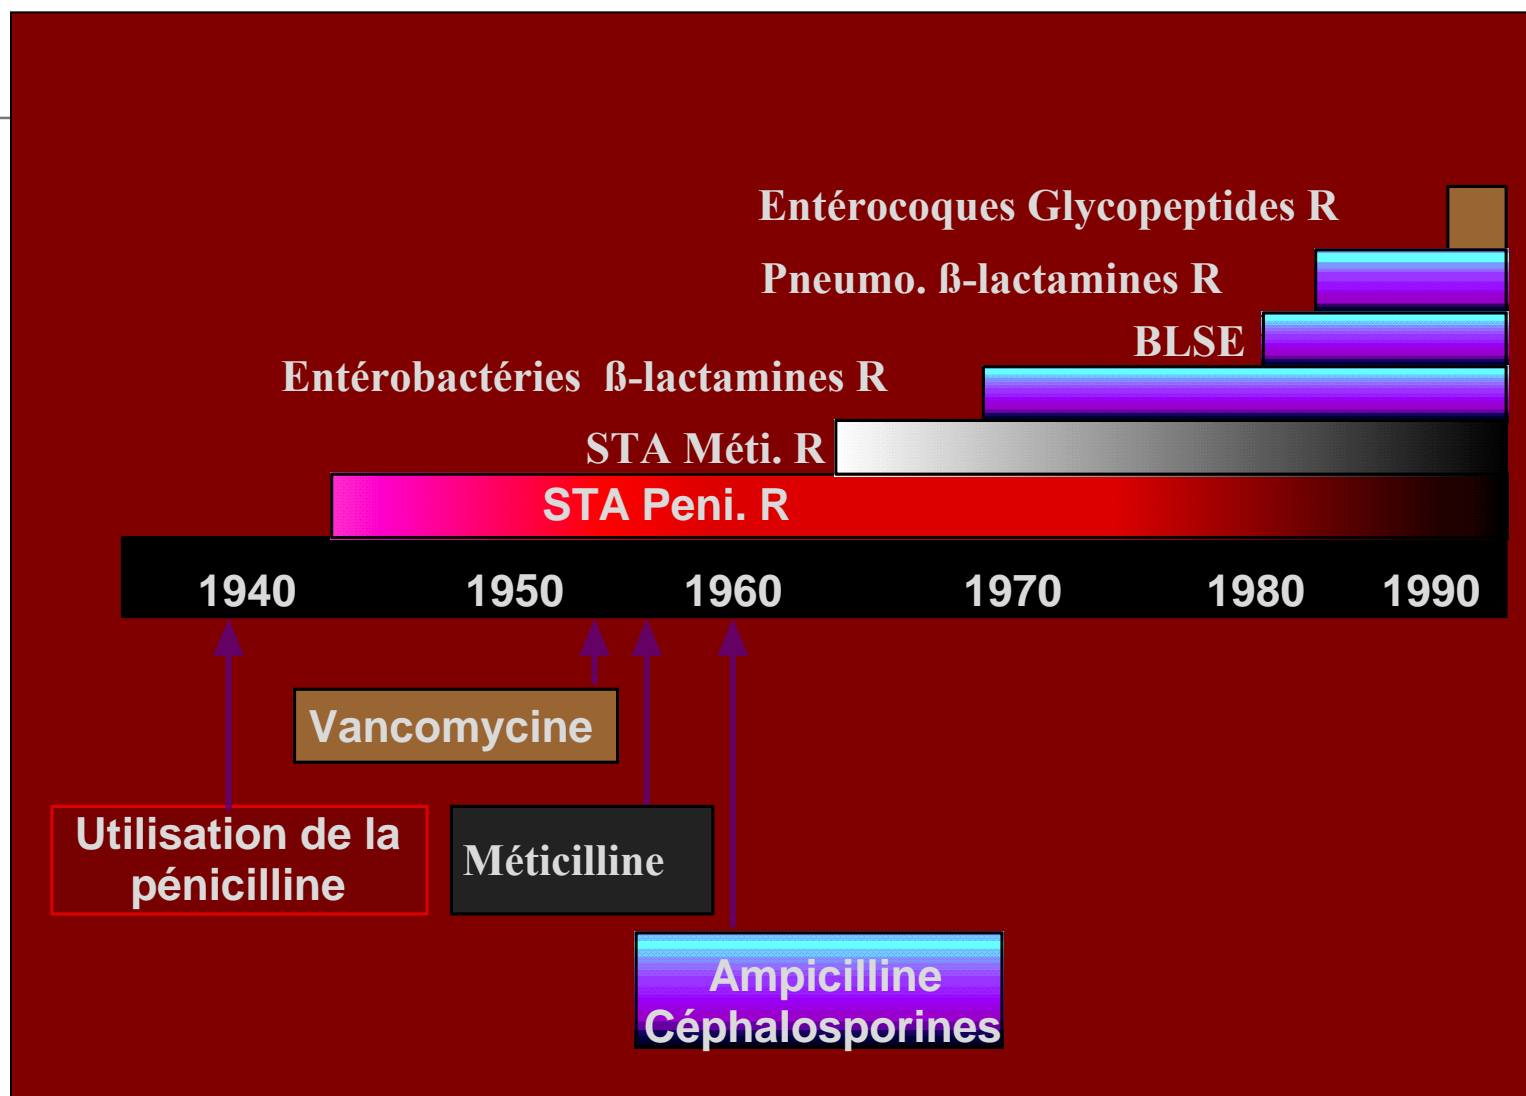 Entérocoques Glycopeptides R
Pneumo. ß-lactamines R
BLSE
Entérobactéries ß-lactamines R
STA Méti. R
STA Peni. R
1940 1950 1960 1970 1980 1990
Vancomycine
Utilisation de la
pénicilline
Méticilline
Ampicilline
Céphalosporines